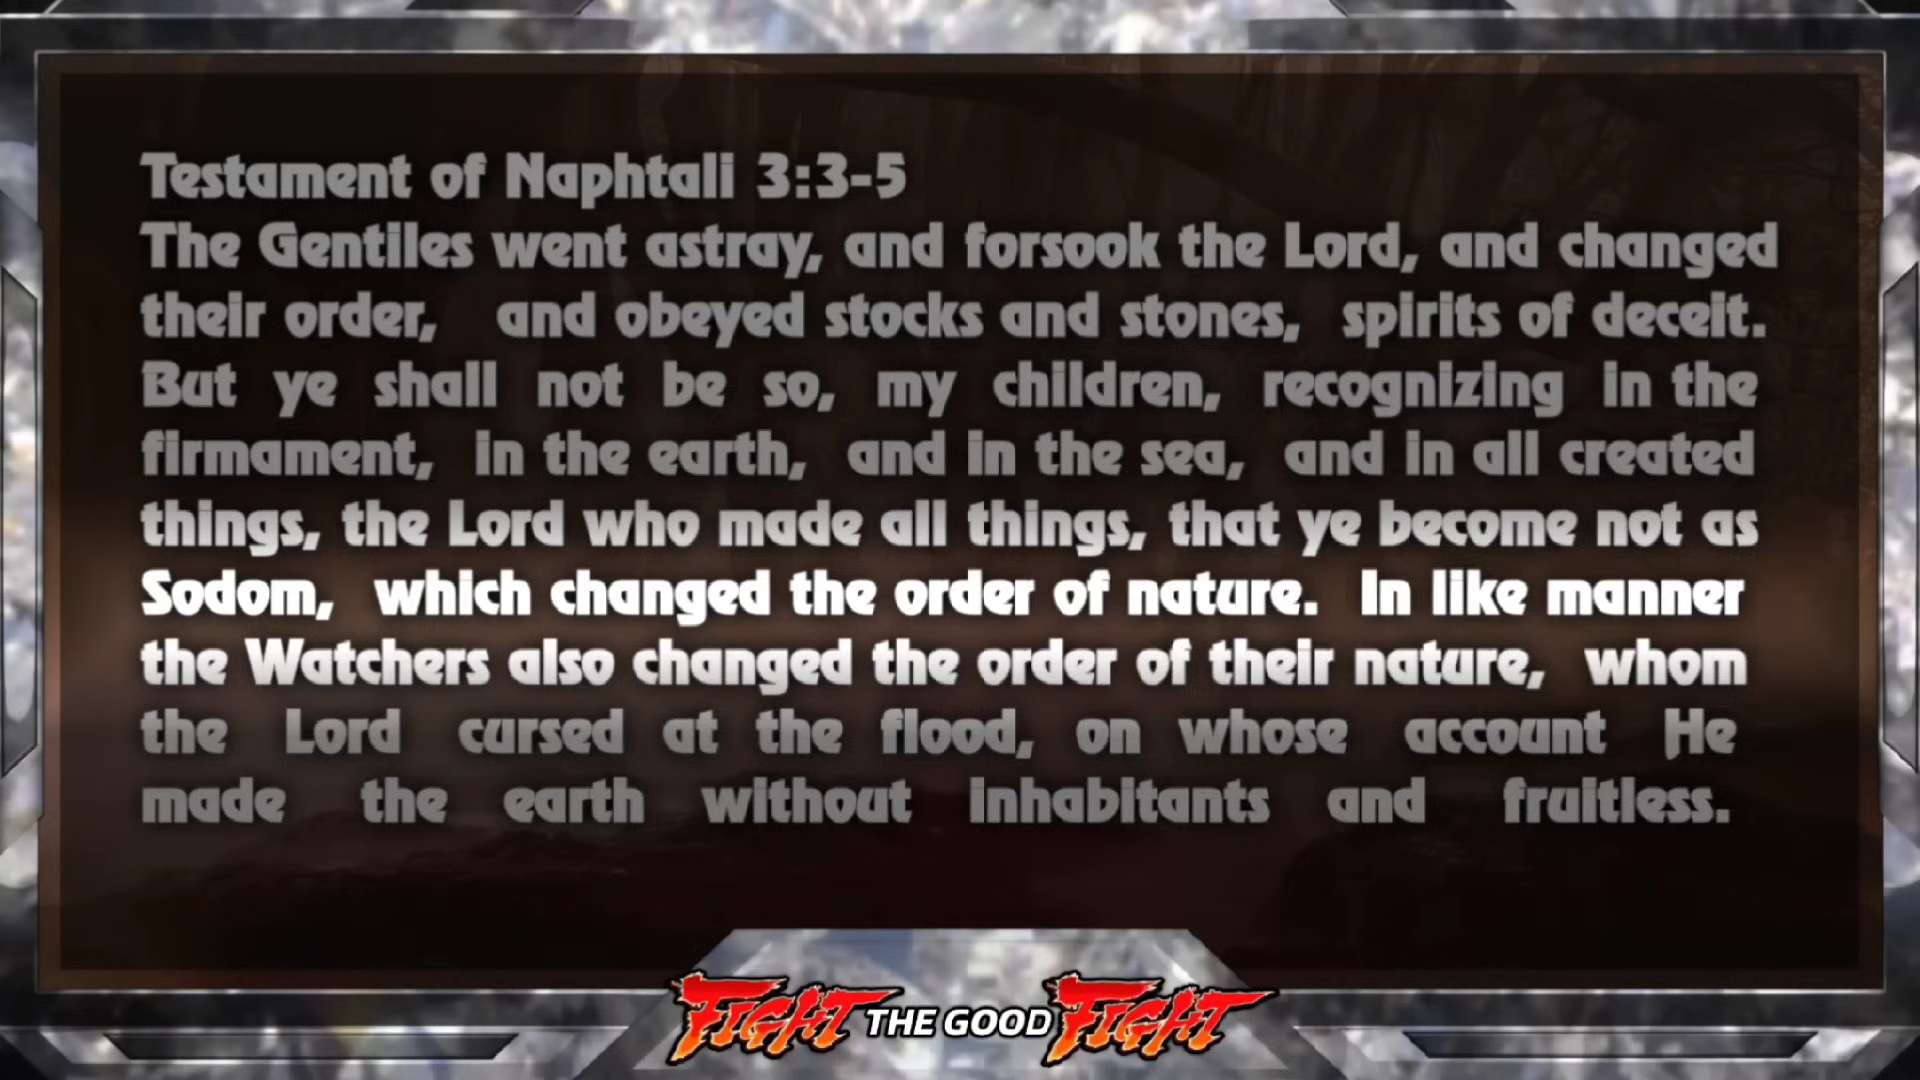 Testament of Naphtali 3:3-5
The Gentiles went astray, and forsook the Lord, and changed
their order, and obeyed stocks and stones, spirits of deceit.
But ye shall not be so, my children, recognizing in the
firmament, in the earth, and in the sea, and in all created
things, the Lord who made all things, that ye become not as
Sodom, which changed the order of nature. In like manner
the Watchers also changed the order of their nature, whom
the Lord cursed at the flood, on whose account He
made the earth without inhabitants and fruitless.
FIGHT THE GOOD FIGHT